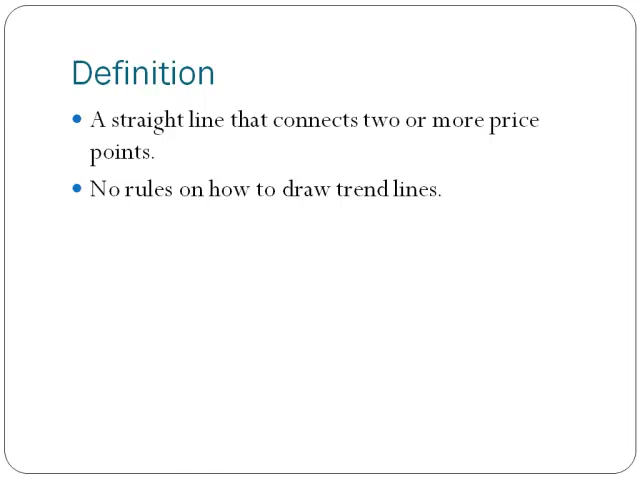 Definition
A straight line that connects two or more price
points.
No rules on how to draw trend lines.